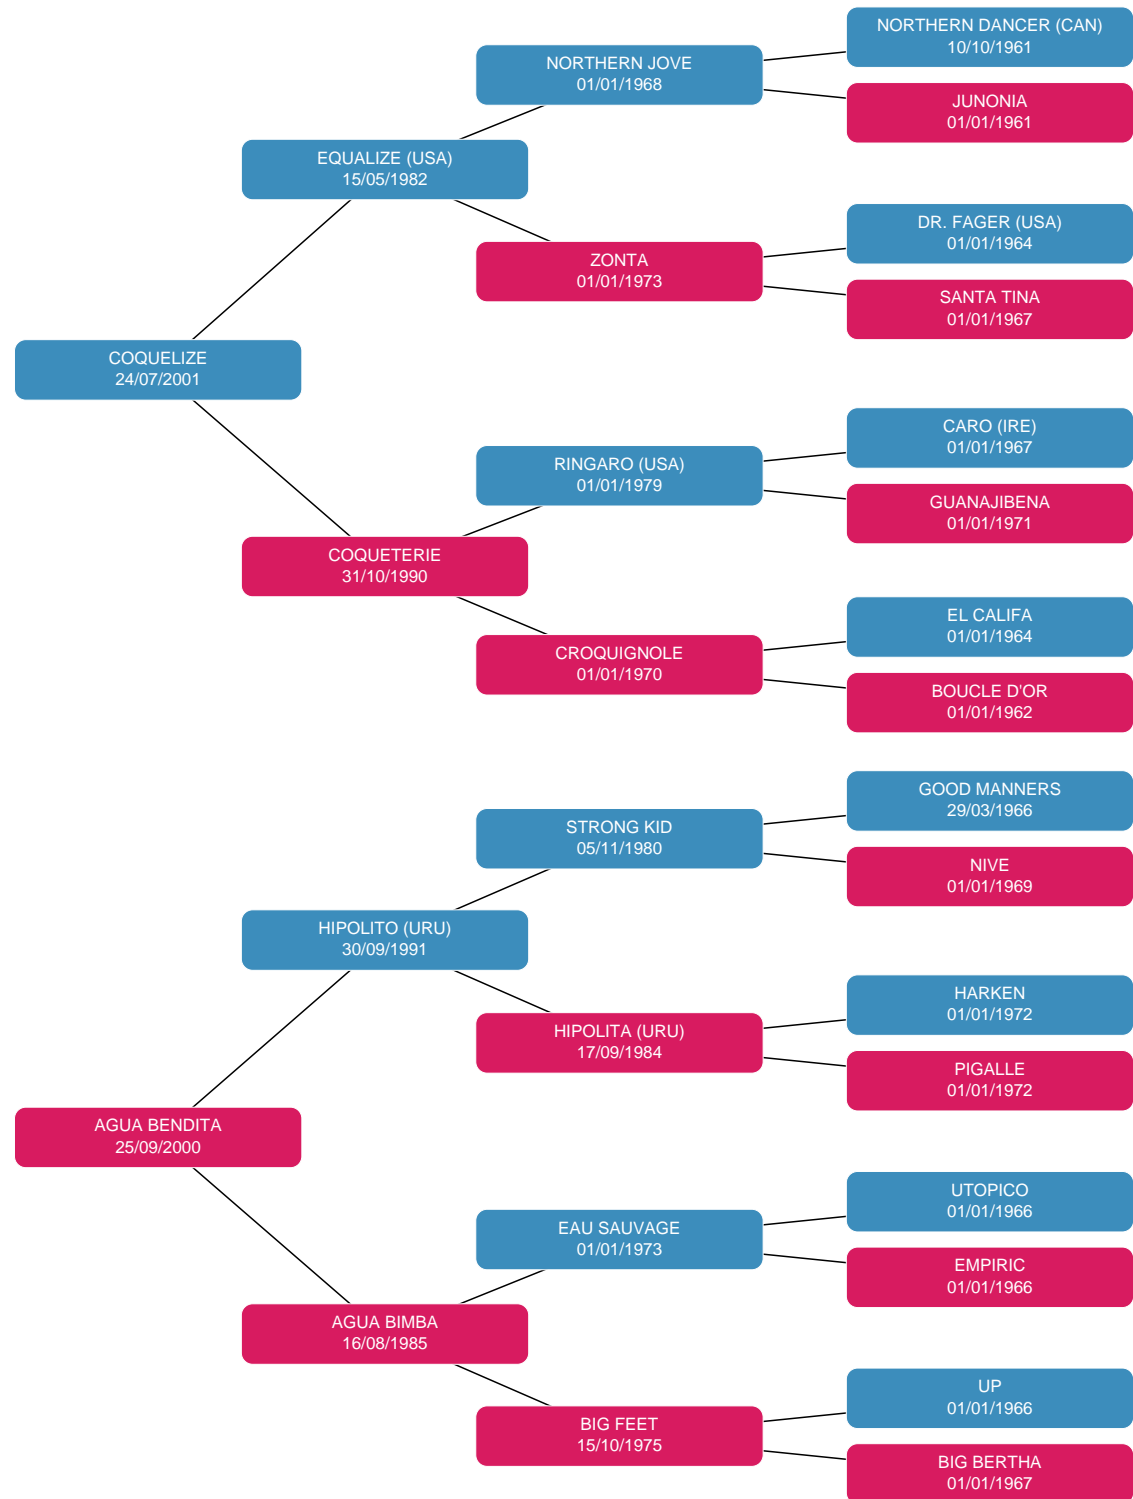 NORTHERN DANCER (CAN)
10/10/1961
NORTHERN JOVE
01/01/1968
JUNONIA
01/01/1961
EQUALIZE (USA)
15/05/1982
DR. FAGER (USA)
01/01/1964
ZONTA
01/01/1973
SANTA TINA
01/01/1967
COQUELIZE
24/07/2001
CARO (IRE)
01/01/1967
RINGARO (USA)
01/01/1979
GUANAJIBENA
01/01/1971
COQUETERIE
31/10/1990
EL CALIFA
01/01/1964
CROQUIGNOLE
01/01/1970
BOUCLE D'OR
01/01/1962
GOOD MANNERS
29/03/1966
STRONG KID
05/11/1980
NIVE
01/01/1969
HIPOLITO (URU)
30/09/1991
HARKEN
01/01/1972
HIPOLITA (URU)
17/09/1984
PIGALLE
01/01/1972
AGUA BENDITA
25/09/2000
UTOPICO
01/01/1966
EAU SAUVAGE
01/01/1973
EMPIRIC
01/01/1966
AGUA BIMBA
16/08/1985
UP
01/01/1966
BIG FEET
15/10/1975
BIG BERTHA
01/01/1967